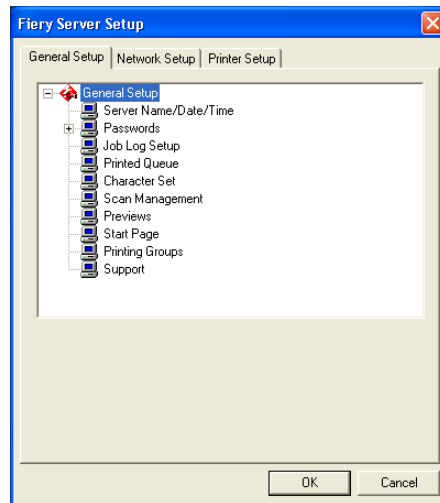 Fiery Server Setup
General Setup Network Setup Printer Setup
General Setup
Server Name/Date/Time
Passwords
Job Log Setup
Printed Queue
Character Set
Scan Management
Previews
Start Page
Printing Groups
Support
OK Cancel